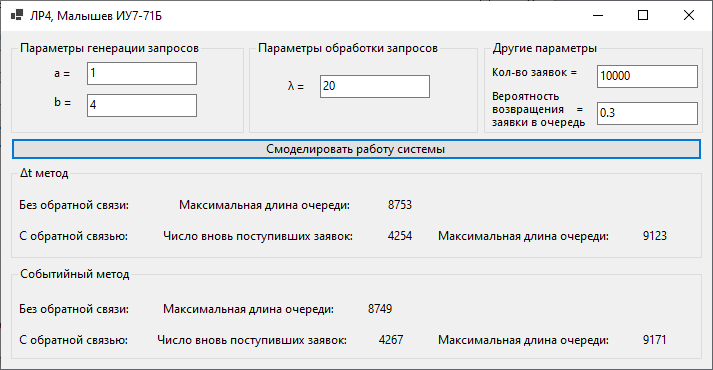 ЛР4, Малышев ИУ7-71Б
Параметры генерации запросов
a = 1
b = 4
Параметры обработки запросов
λ = 20
Другие параметры
Кол-во заявок = 10000
Вероятность
возвращения =
заявки в очередь
0.3
Смоделировать работу системы
Δt метод
Без обратной связи: Максимальная длина очереди: 8753
С обратной связью: Число вновь поступивших заявок: 4254 Максимальная длина очереди: 9123
Событийный метод
Без обратной связи: Максимальная длина очереди: 8749
С обратной связью: Число вновь поступивших заявок: 4267 Максимальная длина очереди: 9171